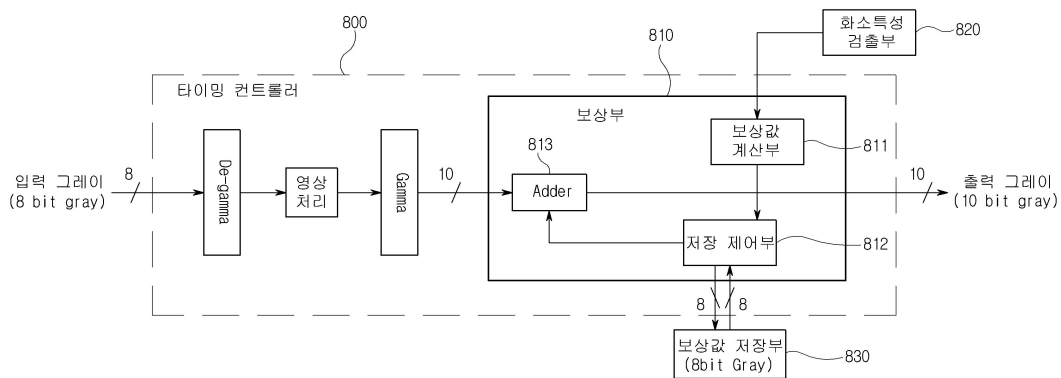 800
810
화소특성
검출부
820
타이밍 컨트롤러
보상부
보상값
계산부
811
813
입력 그레이
(8 bit gray)
8
De-gamma
영상
처리
Gamma
10
Adder
10
출력 그레이
(10 bit gray)
저장 제어부
812
8
8
보상값 저장부
(8bit Gray)
830